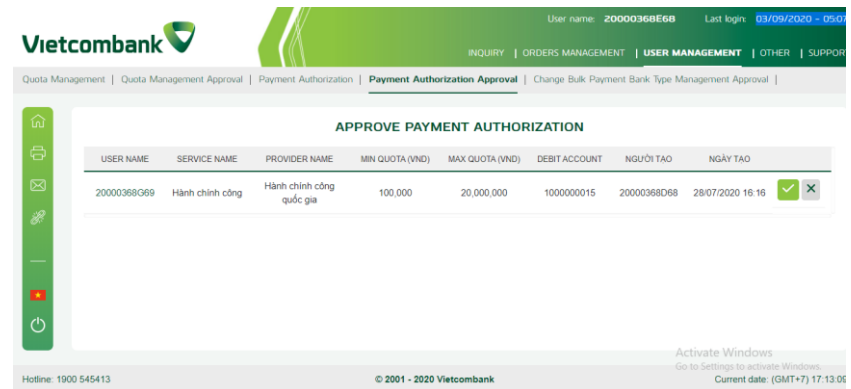 User name: 20000368E68 Last login: 03/09/2020 - 05:07
Vietcombank
INQUIRY | ORDERS MANAGEMENT | USER MANAGEMENT | OTHER | SUPPORT
Quota Management | Quota Management Approval | Payment Authorization | Payment Authorization Approval | Change Bulk Payment Bank Type Management Approval |
APPROVE PAYMENT AUTHORIZATION
USER NAME SERVICE NAME PROVIDER NAME MIN QUOTA (VND) MAX QUOTA (VND) DEBIT ACCOUNT NGƯỜI TẠO NGÀY TẠO
20000368G69 Hành chính công Hành chính công quốc gia 100,000 20,000,000 1000000015 20000368D68 28/07/2020 16:16
Activate Windows
Go to Settings to activate Windows.
Hotline: 1900 545413 © 2001 - 2020 Vietcombank Current date: (GMT+7) 17:13:09